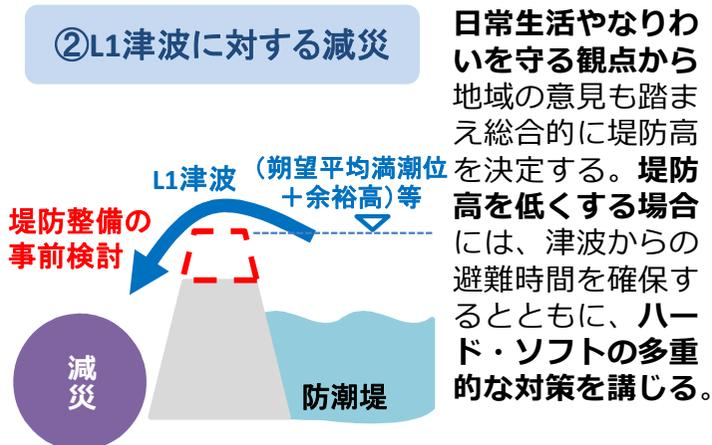 ②L1津波に対する減災
L1津波
(朔望平均満潮位
+余裕高)等
堤防整備の
事前検討
減
災
防潮堤
日常生活やなりわ
いを守る観点から
地域の意見も踏ま
え総合的に堤防高
を決定する。堤防
高を低くする場合
には、津波からの
避難時間を確保す
るとともに、ハー
ド・ソフトの多重
的な対策を講じる。